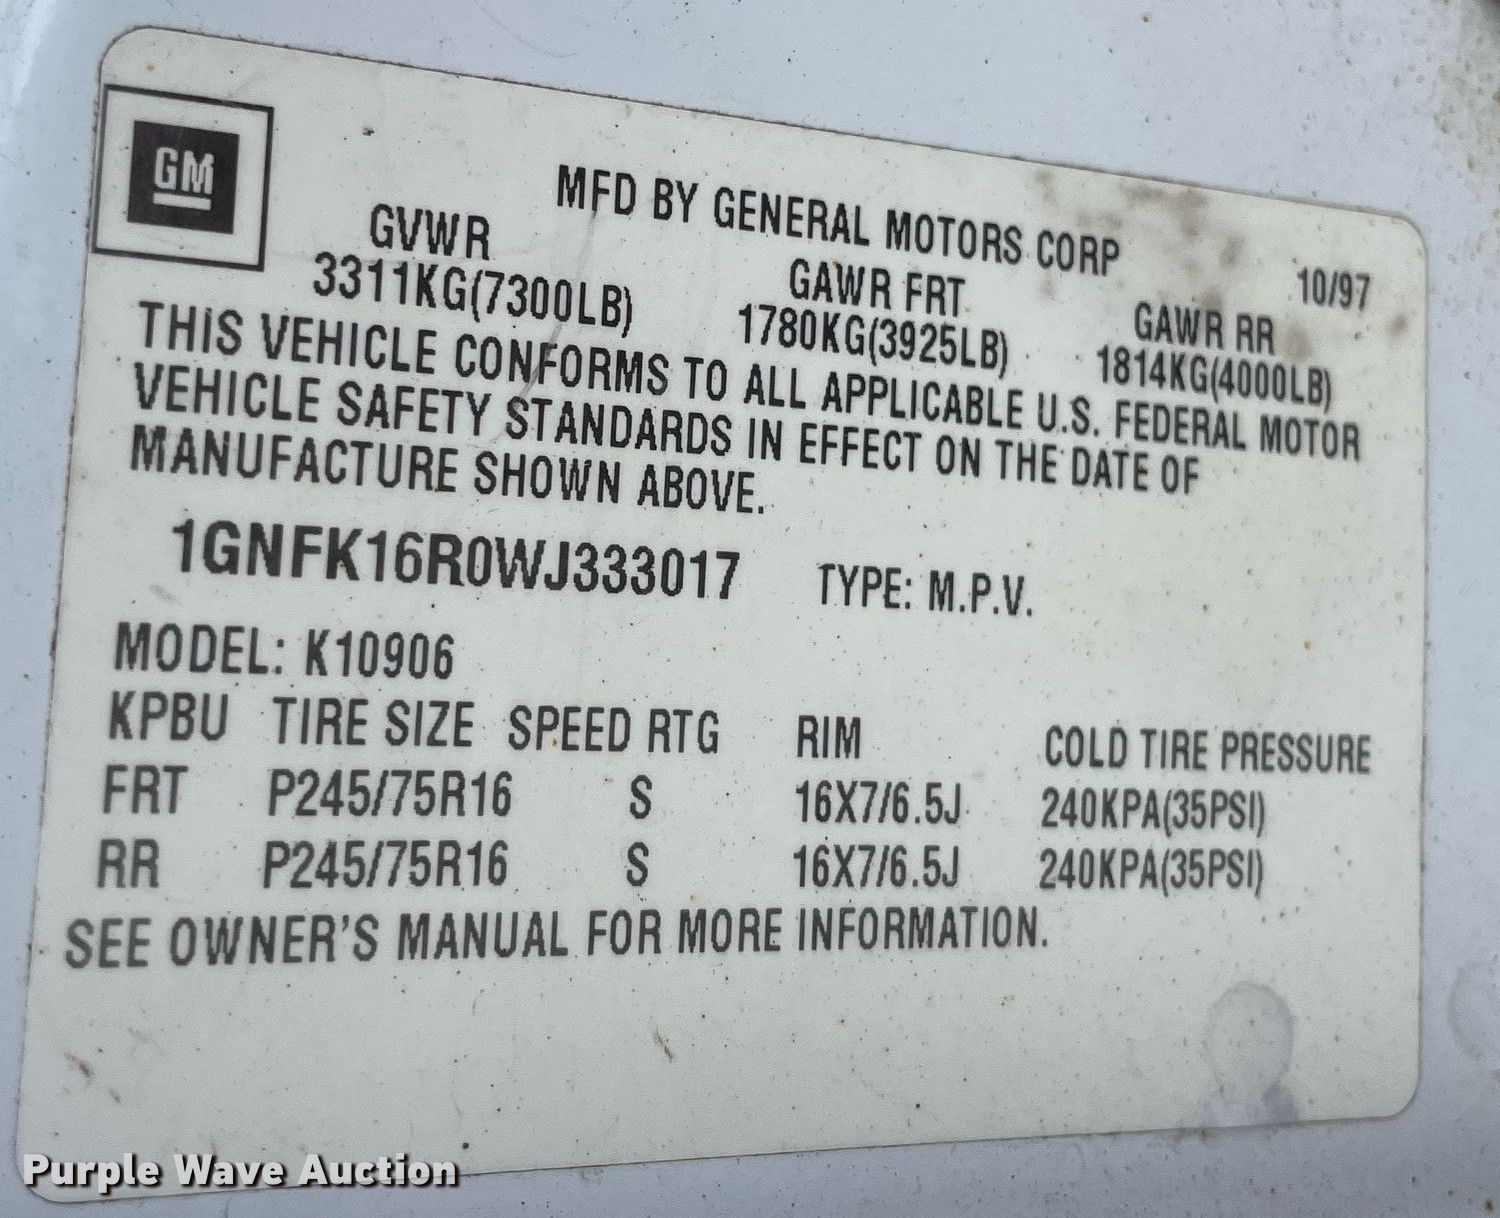 GM
MFD BY GENERAL MOTORS CORP
10/97
GVWR
3311KG(7300LB)
GAWR FRT
1780KG(3925LB)
GAWR RR
1814KG(4000LB)
THIS VEHICLE CONFORMS TO ALL APPLICABLE U.S. FEDERAL MOTOR
VEHICLE SAFETY STANDARDS IN EFFECT ON THE DATE OF
MANUFACTURE SHOWN ABOVE.
1GNFK16R0WJ333017 TYPE: M.P.V.
MODEL: K10906
KPBU TIRE SIZE SPEED RTG RIM COLD TIRE PRESSURE
FRT P245/75R16 S 16X7/6.5J 240KPA(35PSI)
RR P245/75R16 S 16X7/6.5J 240KPA(35PSI)
SEE OWNER'S MANUAL FOR MORE INFORMATION.
Purple Wave Auction